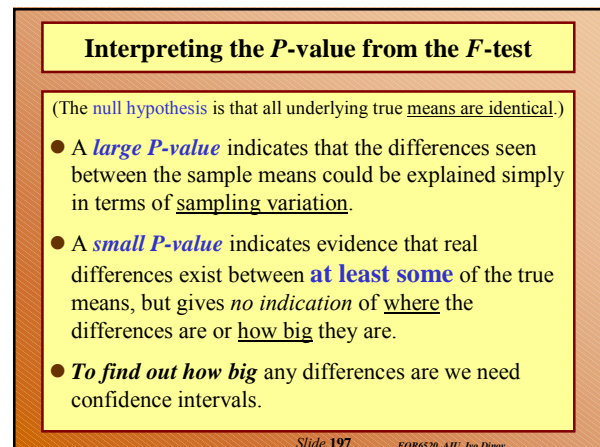 Interpreting the P-value from the F-test
(The null hypothesis is that all underlying true means are identical.)
● A large P-value indicates that the differences seen
between the sample means could be explained simply
in terms of sampling variation.
● A small P-value indicates evidence that real
differences exist between at least some of the true
means, but gives no indication of where the
differences are or how big they are.
● To find out how big any differences are we need
confidence intervals.
Slide 197